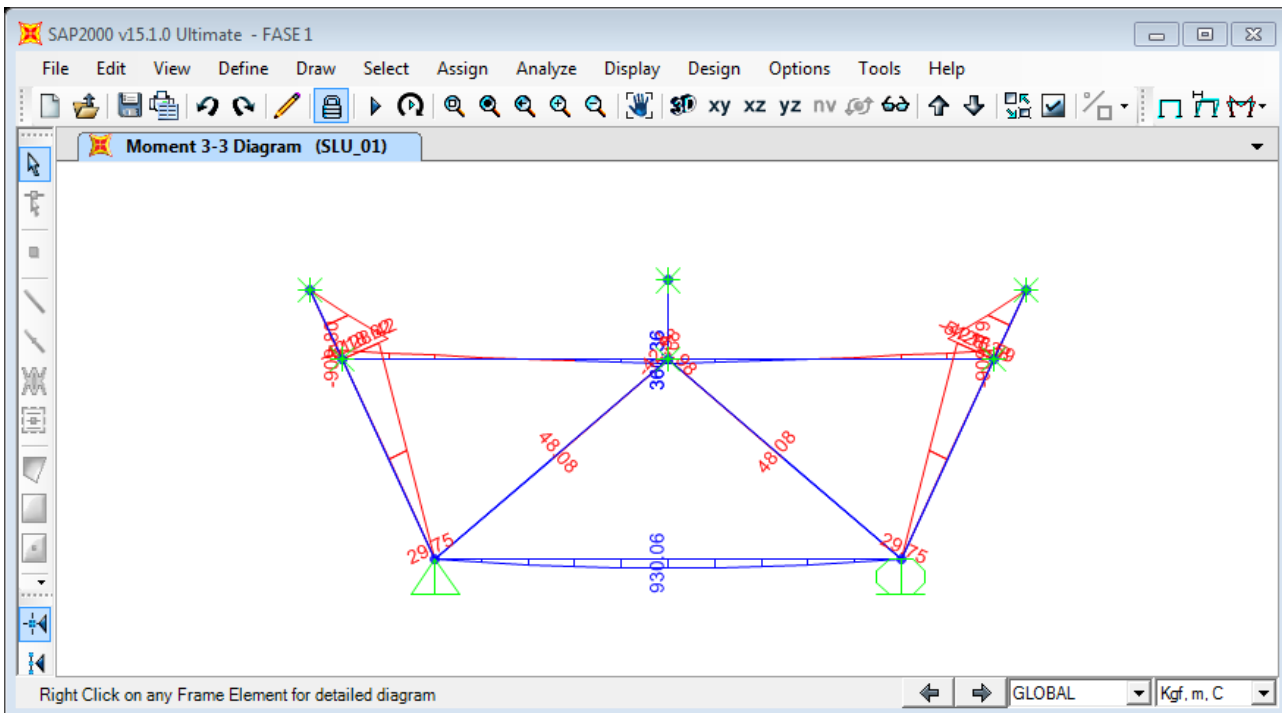 SAP2000 v15.1.0 Ultimate - FASE 1
File Edit View Define Draw Select Assign Analyze Display Design Options Tools Help
3D xy xz yz nv
Moment 3-3 Diagram (SLU_01)
48.08
48.08
29.75
29.75
930.06
Right Click on any Frame Element for detailed diagram
GLOBAL
Kgf, m, C